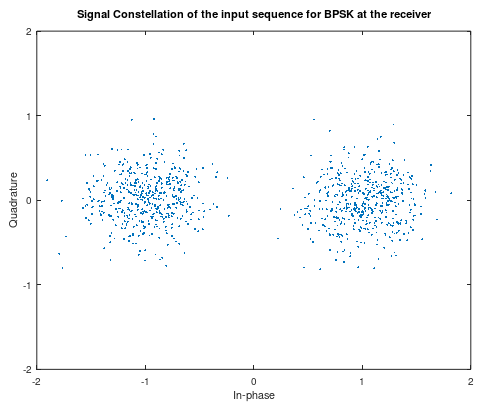 Signal Constellation of the input sequence for BPSK at the receiver
2
1
0
-1
-2
Quadrature
-2 -1 0 1 2
In-phase